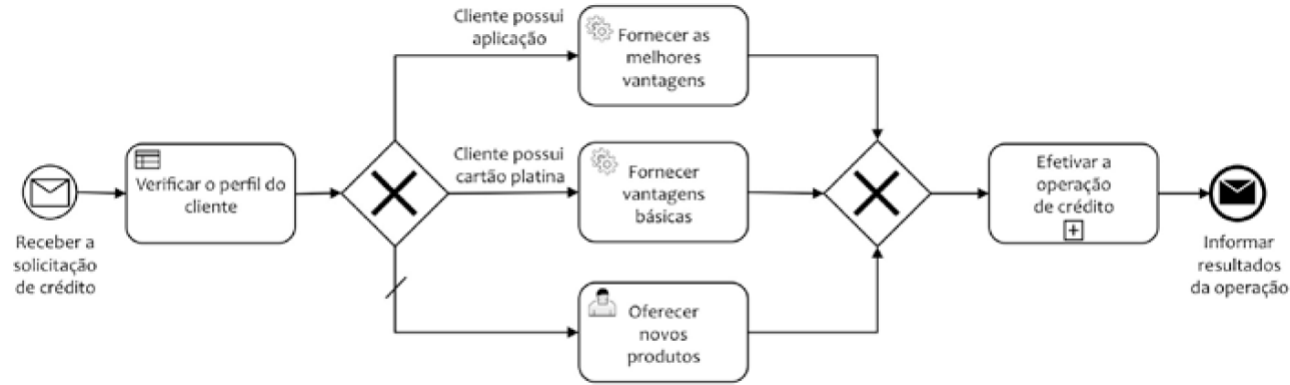 Receber a
solicitação
de crédito
Verificar o perfil do
cliente
Cliente possui
aplicação
Fornecer as
melhores
vantagens
Cliente possui
cartão platina
Fornecer
vantagens
básicas
Oferecer
novos
produtos
Efetivar a
operação
de crédito
Informar
resultados
da operação